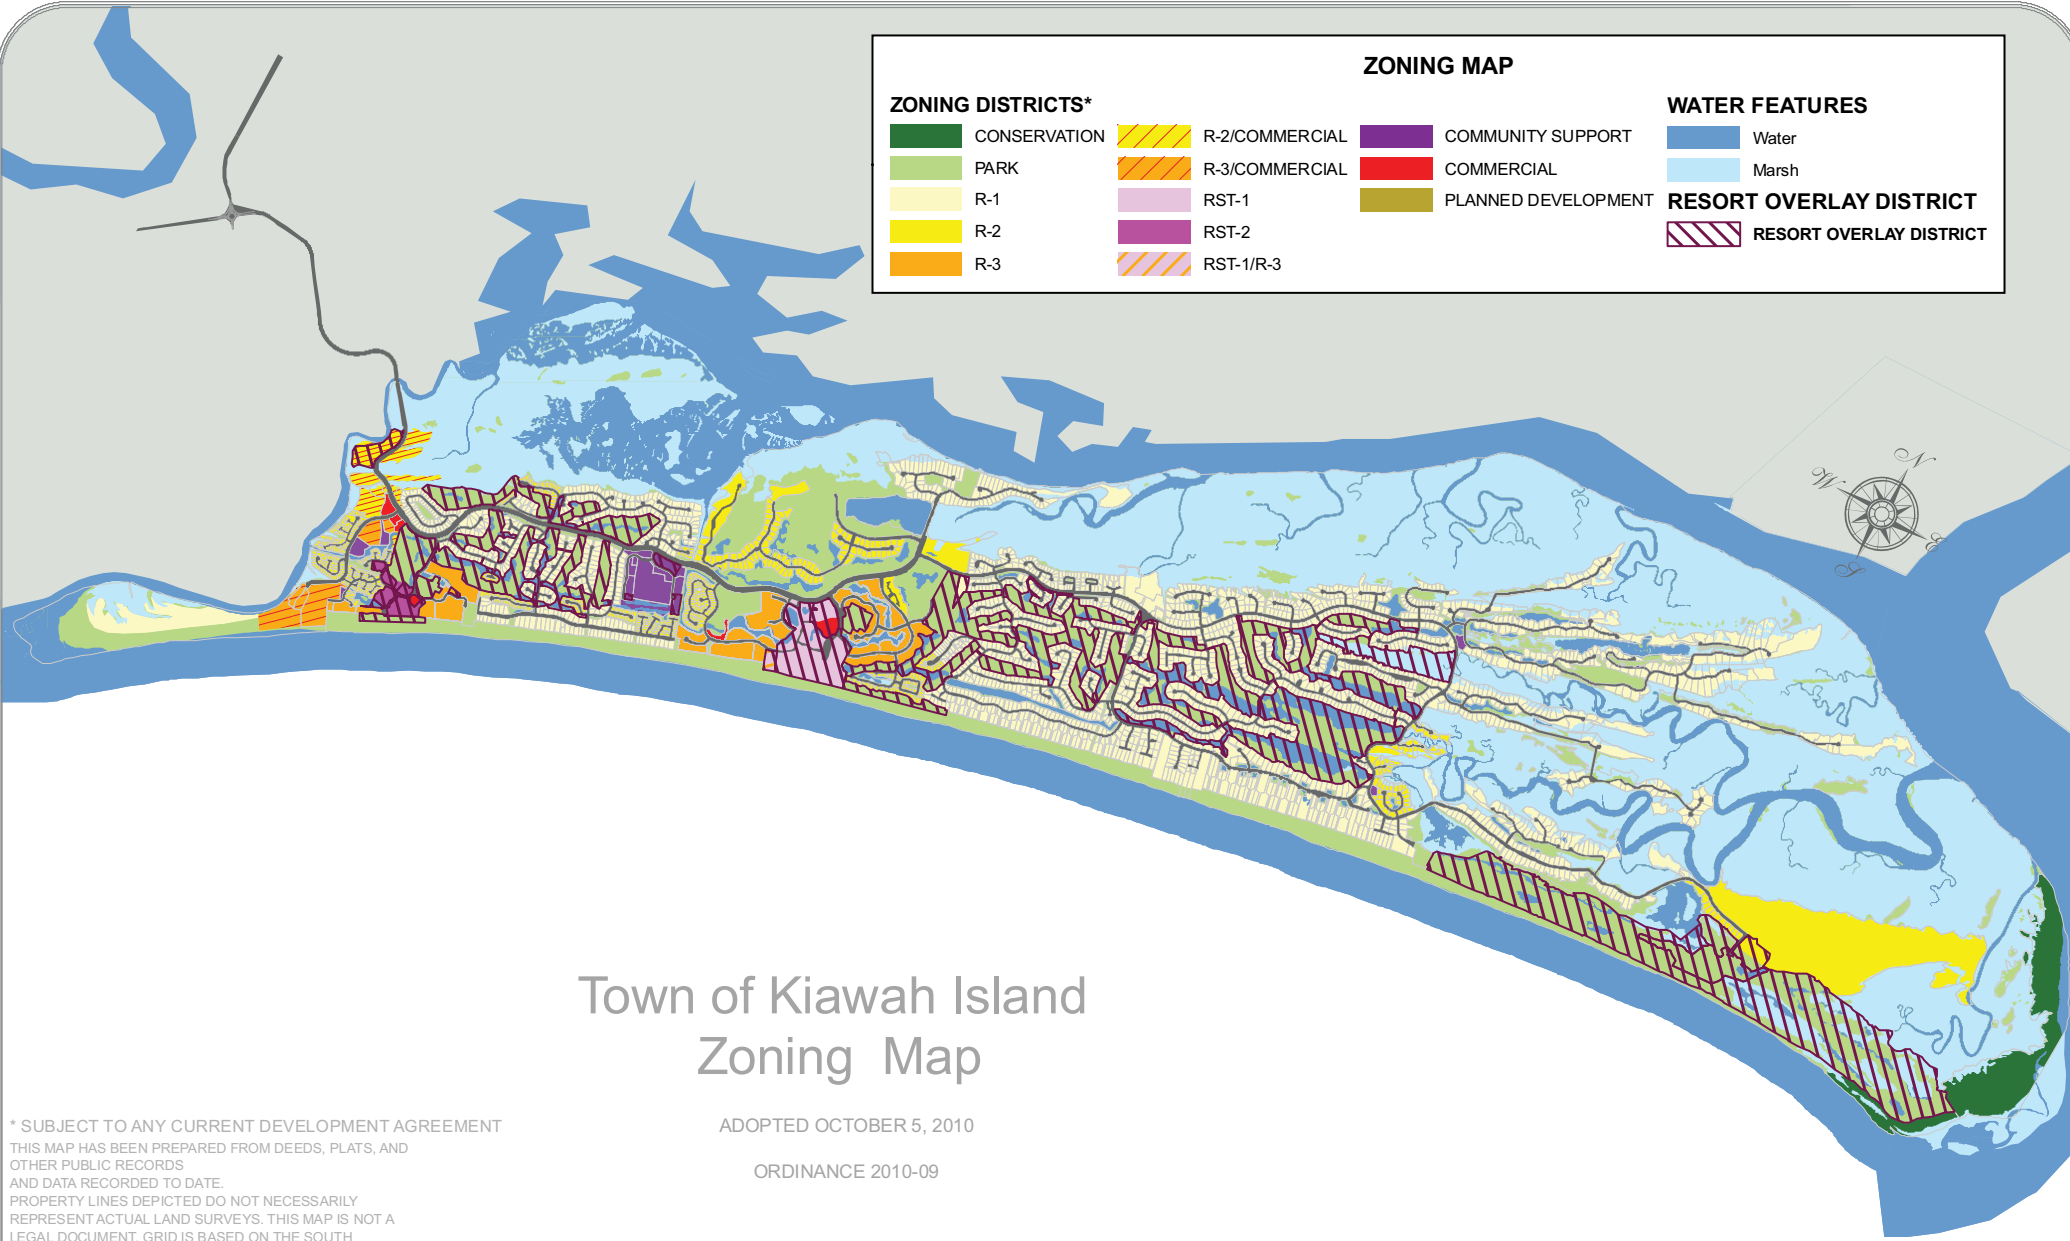 ZONING MAP
ZONING DISTRICTS*
CONSERVATION
PARK
R-1
R-2
R-3
R-2/COMMERCIAL
R-3/COMMERCIAL
RST-1
RST-2
RST-1/R-3
COMMUNITY SUPPORT
COMMERCIAL
PLANNED DEVELOPMENT
WATER FEATURES
Water
Marsh
RESORT OVERLAY DISTRICT
RESORT OVERLAY DISTRICT
N
W
E
S
Town of Kiawah Island
Zoning Map
ADOPTED OCTOBER 5, 2010
ORDINANCE 2010-09
* SUBJECT TO ANY CURRENT DEVELOPMENT AGREEMENT
THIS MAP HAS BEEN PREPARED FROM DEEDS, PLATS, AND
OTHER PUBLIC RECORDS
AND DATA RECORDED TO DATE.
PROPERTY LINES DEPICTED DO NOT NECESSARILY
REPRESENT ACTUAL LAND SURVEYS. THIS MAP IS NOT A
LEGAL DOCUMENT. GRID IS BASED ON THE SOUTH